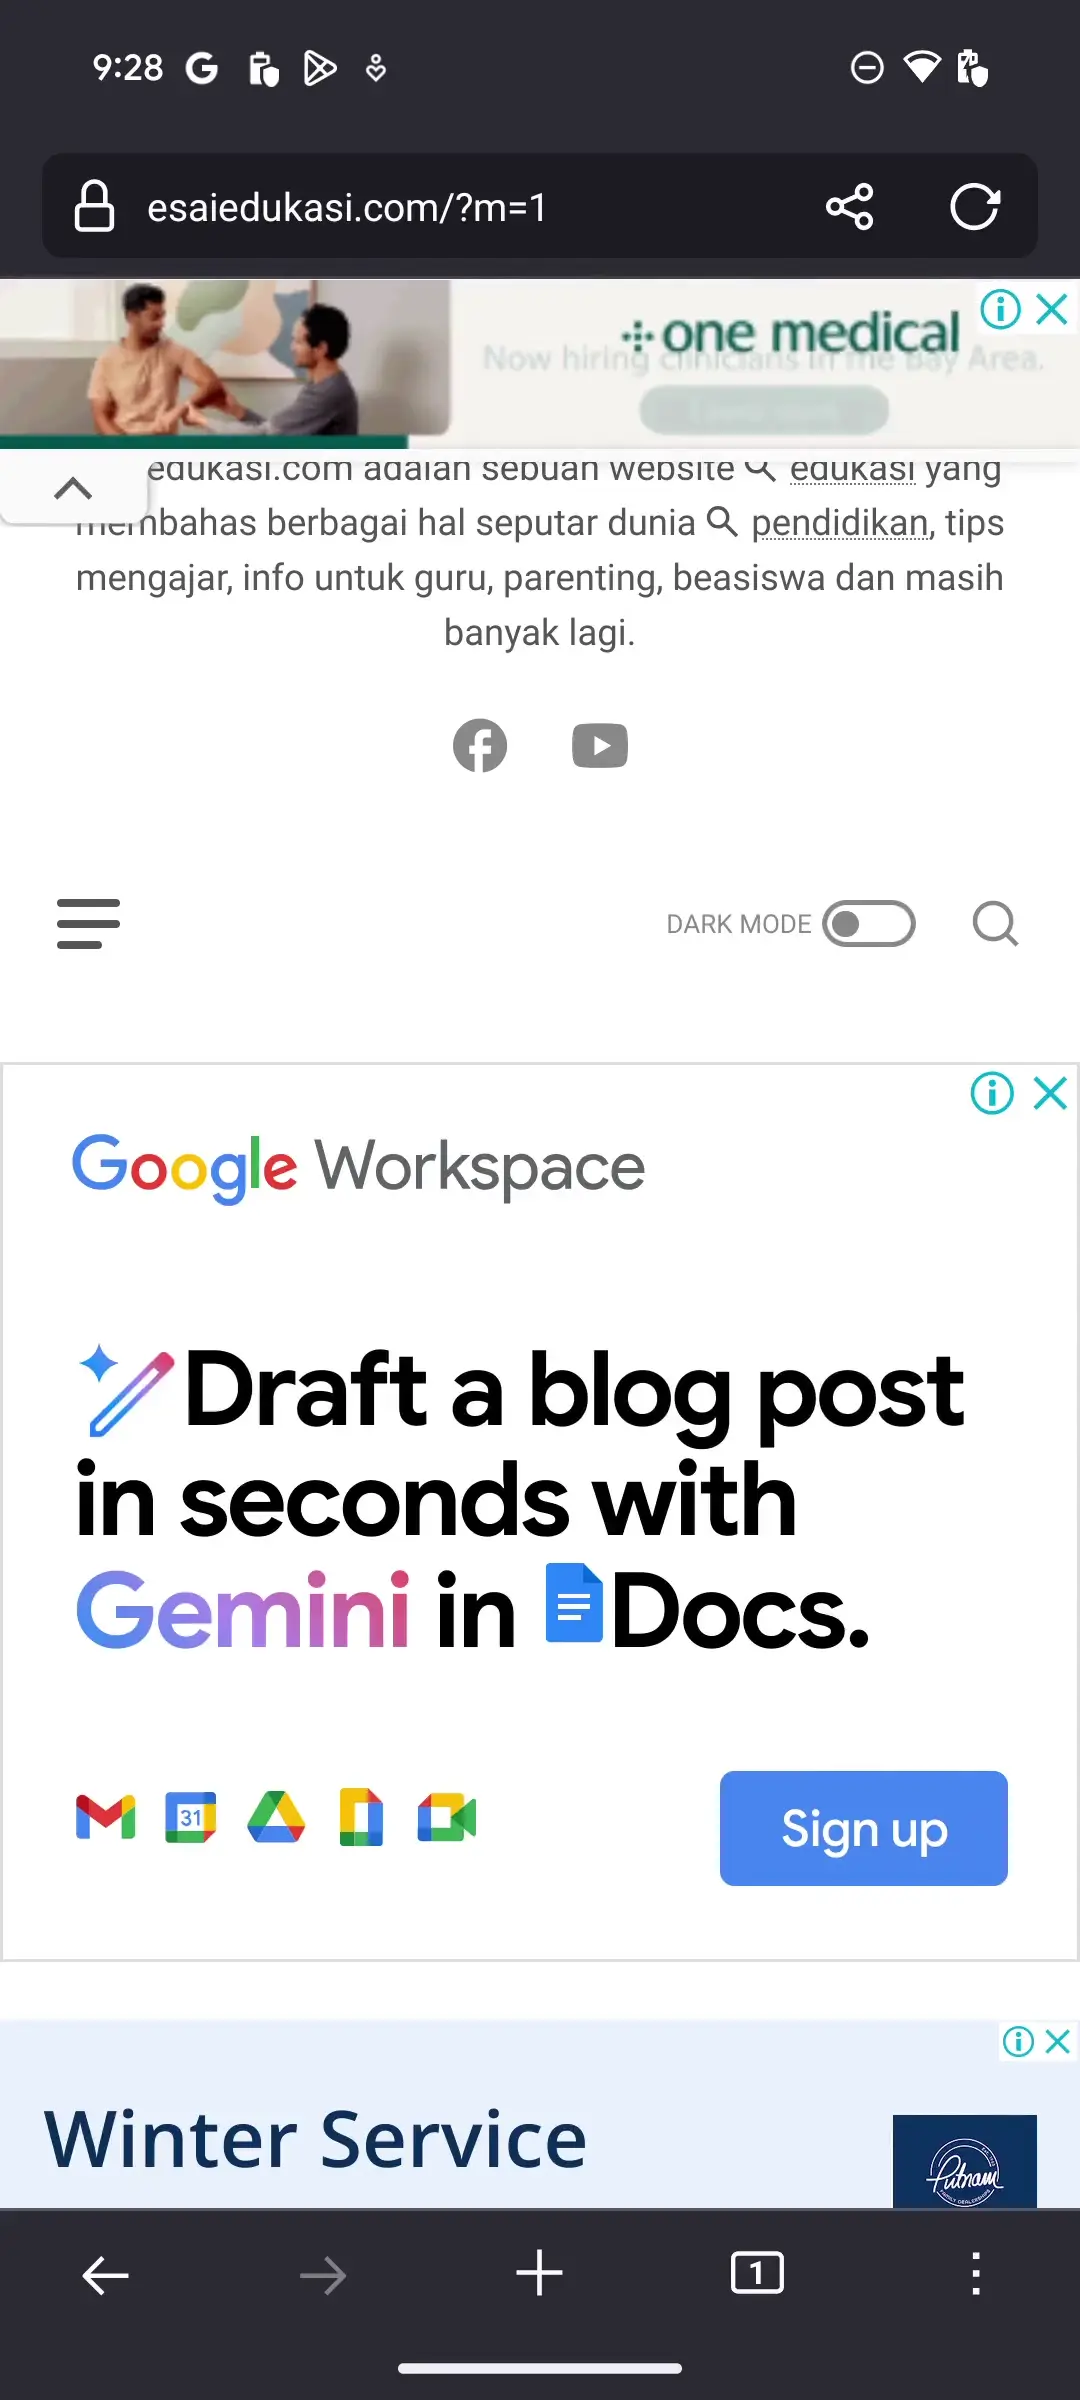 9:28
esaiedukasi.com/?m=1
one medical
Now hiring clinicians in the Bay Area.
edukasi.com adalah sebuah website edukasi yang
membahas berbagai hal seputar dunia pendidikan, tips
mengajar, info untuk guru, parenting, beasiswa dan masih
banyak lagi.
DARK MODE
Google Workspace
Draft a blog post
in seconds with
Gemini in Docs.
31
Sign up
Winter Service
Putnam
1